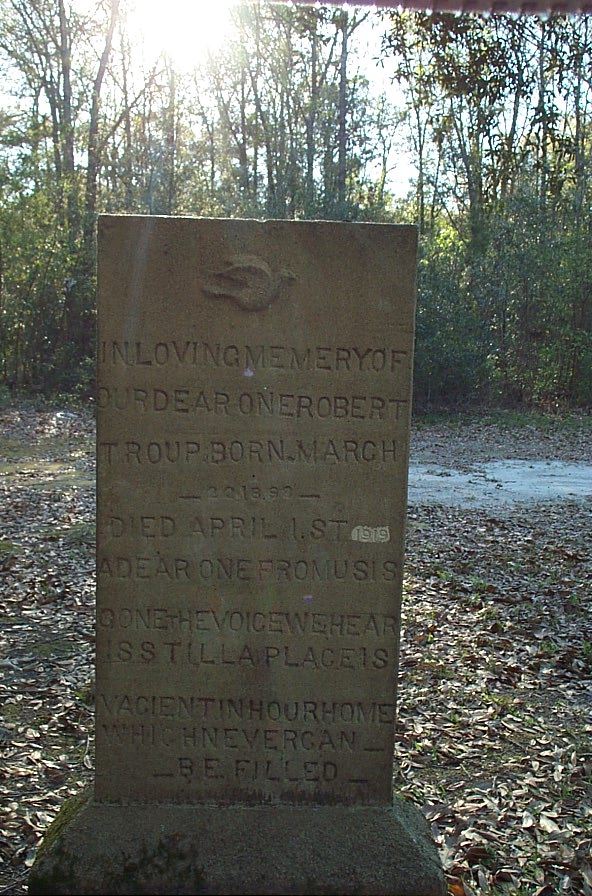 IN.LOVING MEMERY.OF
OUR DEAR ONE ROBERT
TROUP. BORN. MARCH
— 22 18.90 —
DIED APRIL 1.ST 1919
A DEAR ONE FROM US IS
GONE THE VOICE WE HEAR
IS STILL A PLACE IS
VACIENT IN HOUR HOME
WHICH NEVER CAN —
— BE FILLED —